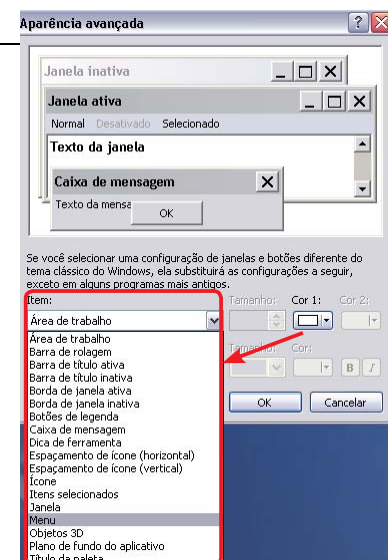 Aparência avançada
Janela inativa
Janela ativa
Normal Desativado Selecionado
Texto da janela
Caixa de mensagem
Texto da mensa
OK
Se você selecionar uma configuração de janelas e botões diferente do
tema clássico do Windows, ela substituirá as configurações a seguir,
exceto em alguns programas mais antigos.
Item: Tamanho: Cor 1: Cor 2:
Área de trabalho
Área de trabalho
Barra de rolagem
Barra de título ativa
Barra de título inativa
Borda de janela ativa
Borda de janela inativa
Botões de legenda
Caixa de mensagem
Dica de ferramenta
Espaçamento de ícone (horizontal)
Espaçamento de ícone (vertical)
Ícone
Itens selecionados
Janela
Menu
Objetos 3D
Plano de fundo do aplicativo
Título da paleta
Tamanho: Cor:
B I
OK Cancelar